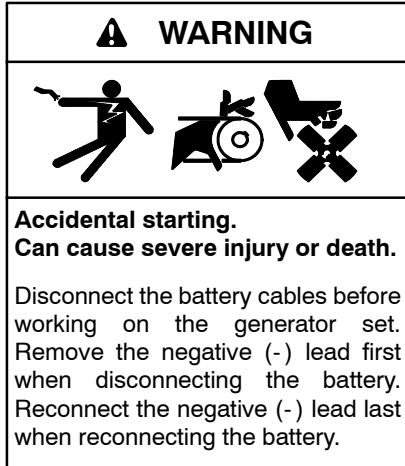 WARNING
Accidental starting.
Can cause severe injury or death.
Disconnect the battery cables before
working on the generator set.
Remove the negative (-) lead first
when disconnecting the battery.
Reconnect the negative (-) lead last
when reconnecting the battery.